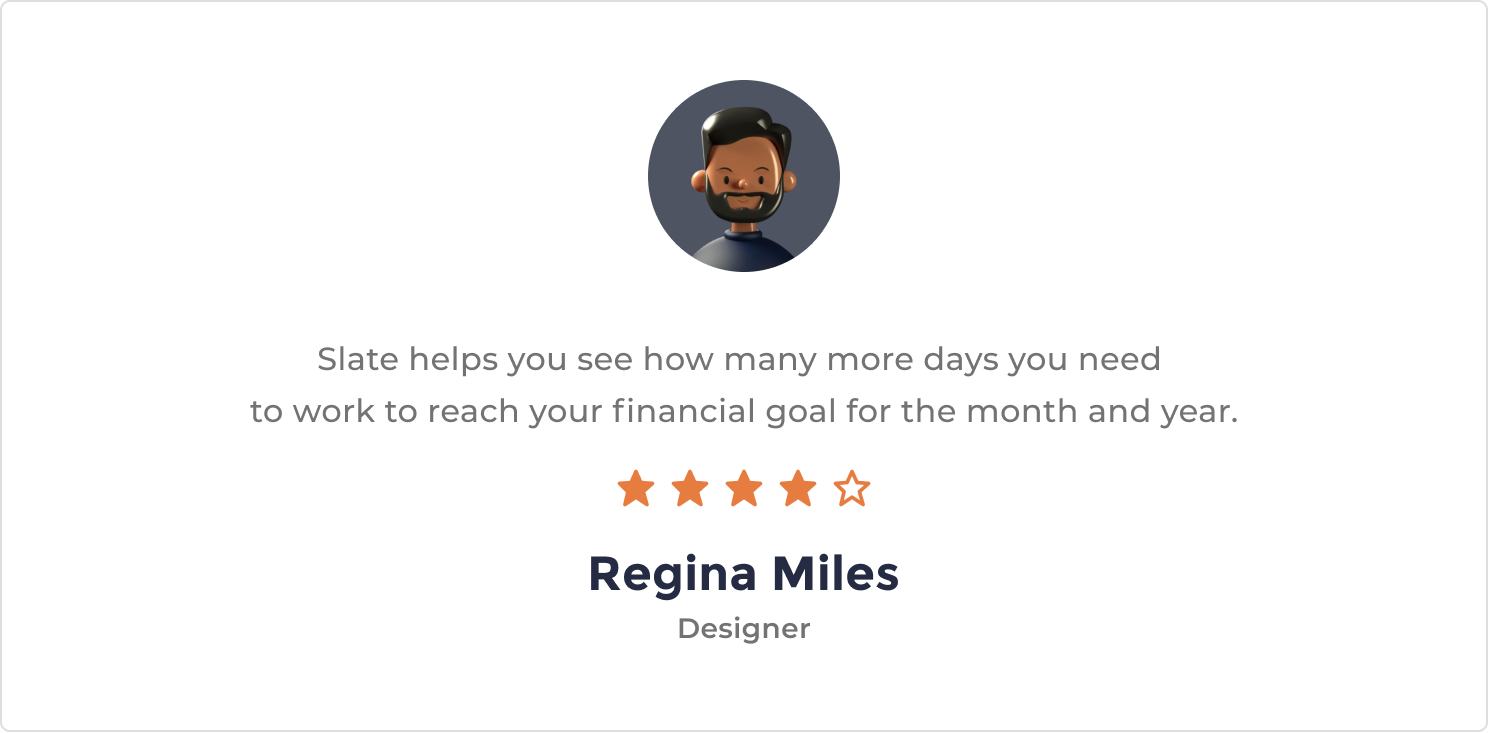 Slate helps you see how many more days you need
to work to reach your financial goal for the month and year.
Regina Miles
Designer